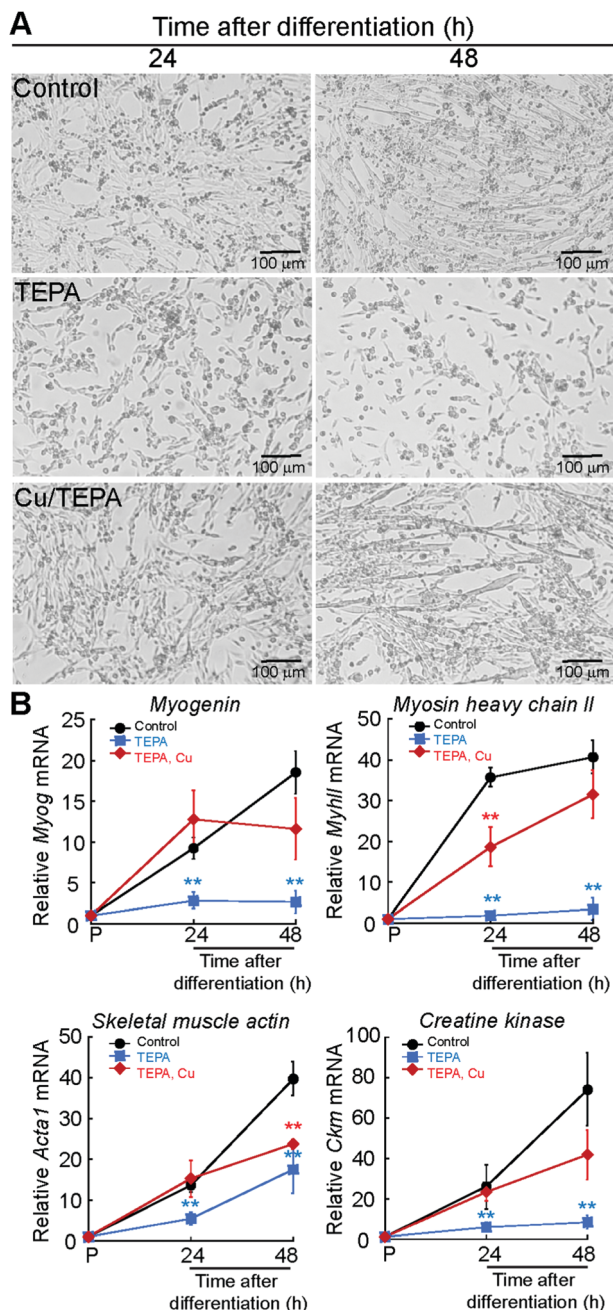 A
Time after differentiation (h)
24 48
Control
100 μm
100 μm
TEPA
100 μm
100 μm
Cu/TEPA
100 μm
100 μm
B
Myogenin
Relative Myog mRNA
25
20
15
10
5
0
Control
TEPA
TEPA, Cu
** **
P 24 48
Time after
differentiation (h)
Myosin heavy chain II
Relative MyhII mRNA
50
40
30
20
10
0
Control
TEPA
TEPA, Cu
**
** **
P 24 48
Time after
differentiation (h)
Skeletal muscle actin
Relative Acta1 mRNA
50
40
30
20
10
0
Control
TEPA
TEPA, Cu
**
**
**
P 24 48
Time after
differentiation (h)
Creatine kinase
Relative Ckm mRNA
100
80
60
40
20
0
Control
TEPA
TEPA, Cu
** **
P 24 48
Time after
differentiation (h)